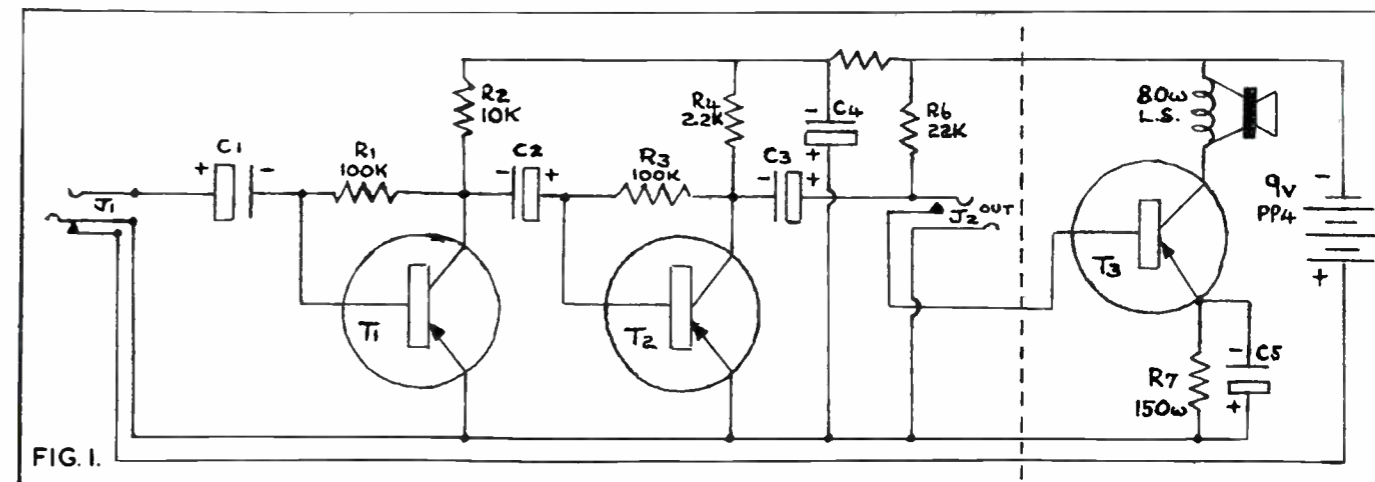 R2
10K
R4
2.2K
C4
R6
22K
80ω
L.S.
C1
R1
100K
C2
R3
100K
C3
9V
PP4
J1
J2 OUT
T1
T2
T3
R7
150ω
C5
FIG. 1.
- + - + - + - + - + - +